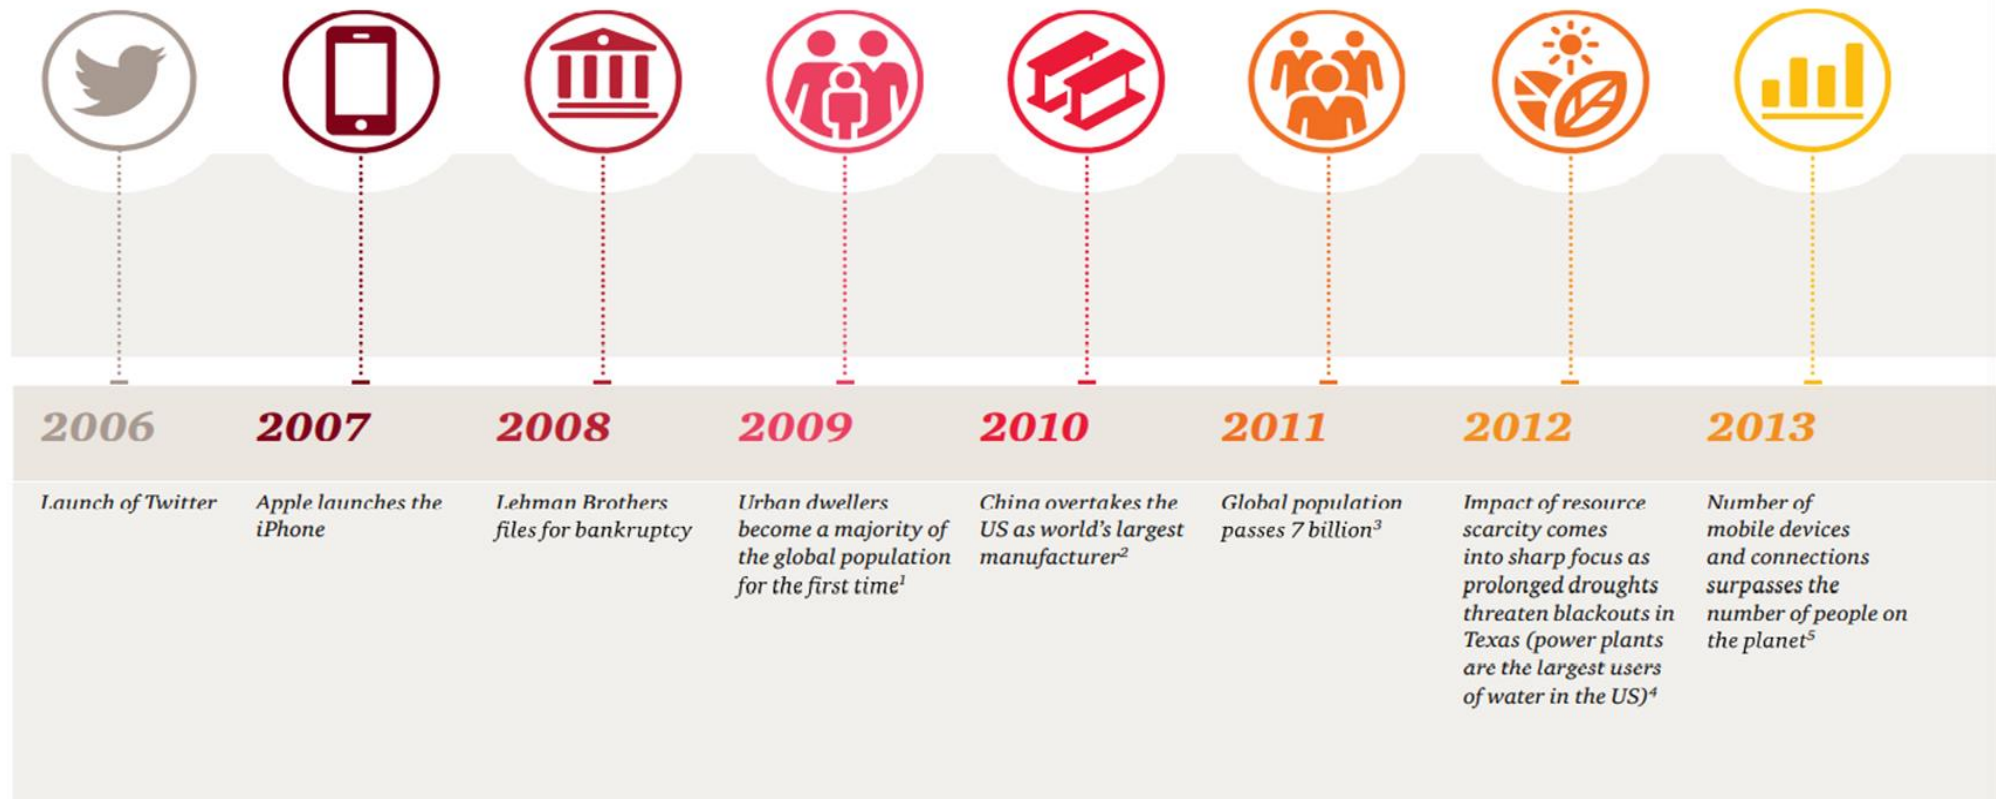 2006
Launch of Twitter
2007
Apple launches the
iPhone
2008
Lehman Brothers
files for bankruptcy
2009
Urban dwellers
become a majority of
the global population
for the first time¹
2010
China overtakes the
US as world's largest
manufacturer²
2011
Global population
passes 7 billion³
2012
Impact of resource
scarcity comes
into sharp focus as
prolonged droughts
threaten blackouts in
Texas (power plants
are the largest users
of water in the US)⁴
2013
Number of
mobile devices
and connections
surpasses the
number of people on
the planet⁵